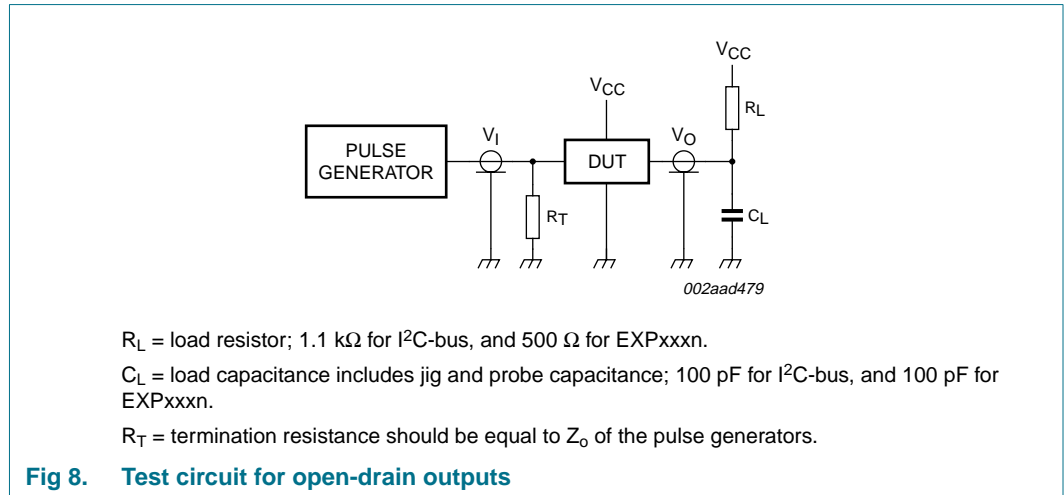 VCC
VCC
RL
PULSE
GENERATOR
VI
DUT
VO
RT
CL
002aad479
RL = load resistor; 1.1 kΩ for I2C-bus, and 500 Ω for EXPxxxn.
CL = load capacitance includes jig and probe capacitance; 100 pF for I2C-bus, and 100 pF for
EXPxxxn.
RT = termination resistance should be equal to Zo of the pulse generators.
Fig 8. Test circuit for open-drain outputs